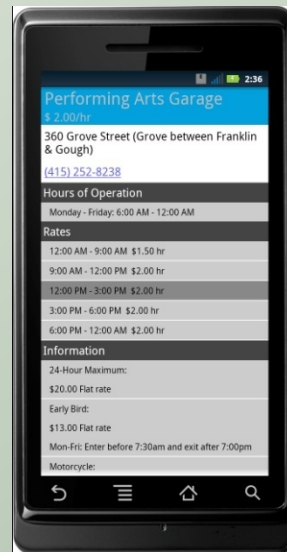 2:36
Performing Arts Garage
$ 2.00/hr
360 Grove Street (Grove between Franklin
& Gough)
(415) 252-8238
Hours of Operation
Monday - Friday: 6:00 AM - 12:00 AM
Rates
12:00 AM - 9:00 AM $1.50 hr
9:00 AM - 12:00 PM $2.00 hr
12:00 PM - 3:00 PM $2.00 hr
3:00 PM - 6:00 PM $2.00 hr
6:00 PM - 12:00 AM $2.00 hr
Information
24-Hour Maximum:
$20.00 Flat rate
Early Bird:
$13.00 Flat rate
Mon-Fri: Enter before 7:30am and exit after 7:00pm
Motorcycle: